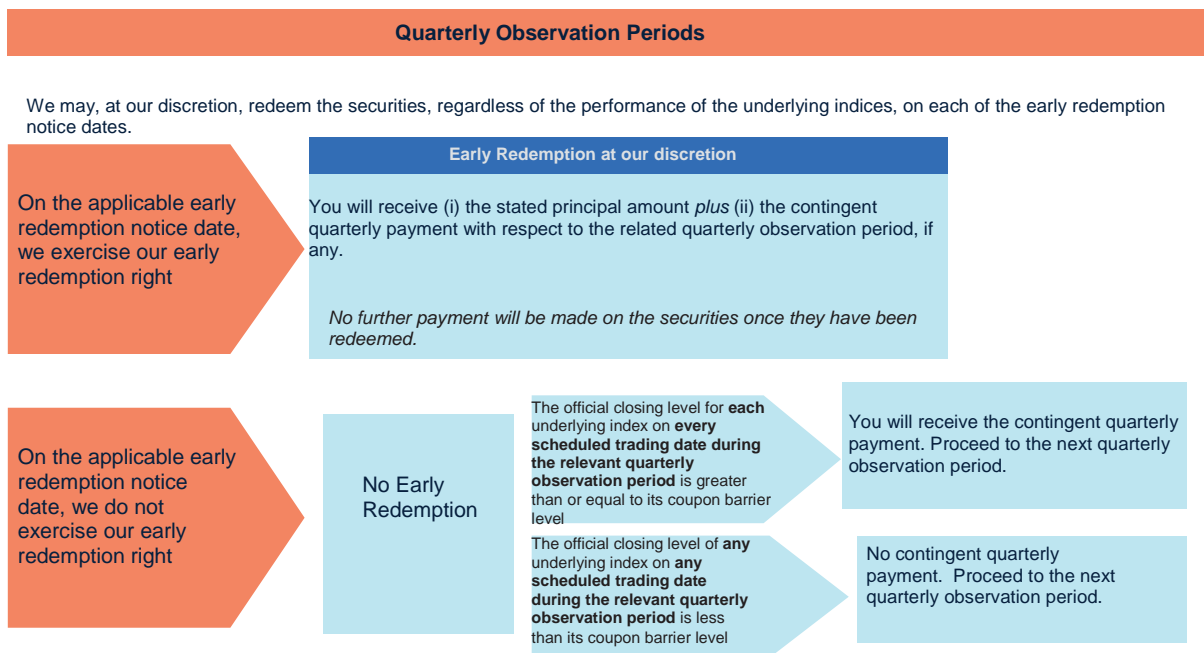 Quarterly Observation Periods
We may, at our discretion, redeem the securities, regardless of the performance of the underlying indices, on each of the early redemption
notice dates.
On the applicable early
redemption notice date,
we exercise our early
redemption right
Early Redemption at our discretion
You will receive (i) the stated principal amount plus (ii) the contingent
quarterly payment with respect to the related quarterly observation period, if
any.
No further payment will be made on the securities once they have been
redeemed.
On the applicable early
redemption notice
date, we do not
exercise our early
redemption right
No Early
Redemption
The official closing level for each
underlying index on every
scheduled trading date during
the relevant quarterly
observation period is greater
than or equal to its coupon barrier
level
You will receive the contingent quarterly
payment. Proceed to the next quarterly
observation period.
The official closing level of any
underlying index on any
scheduled trading date
during the relevant quarterly
observation period is less
than its coupon barrier level
No contingent quarterly
payment.  Proceed to the next
quarterly observation period.